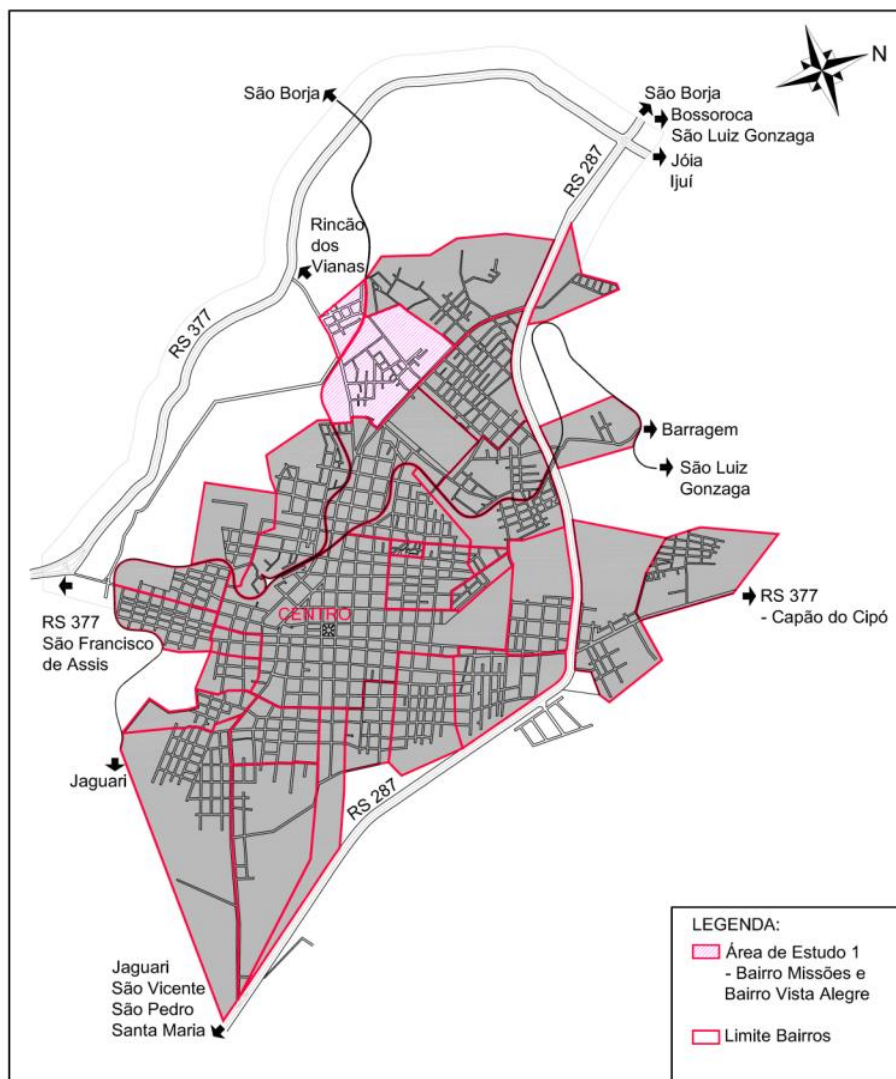 N
São Borja
São Borja
Bossoroca
São Luiz Gonzaga
Jóia
Ijuí
RS 287
Rincão
dos
Vianas
RS 377
Barragem
São Luiz
Gonzaga
RS 377
- Capão do Cipó
CENTRO
RS 377
São Francisco
de Assis
Jaguari
RS 287
Jaguari
São Vicente
São Pedro
Santa Maria
LEGENDA:
Área de Estudo 1
- Bairro Missões e
Bairro Vista Alegre
Limite Bairros